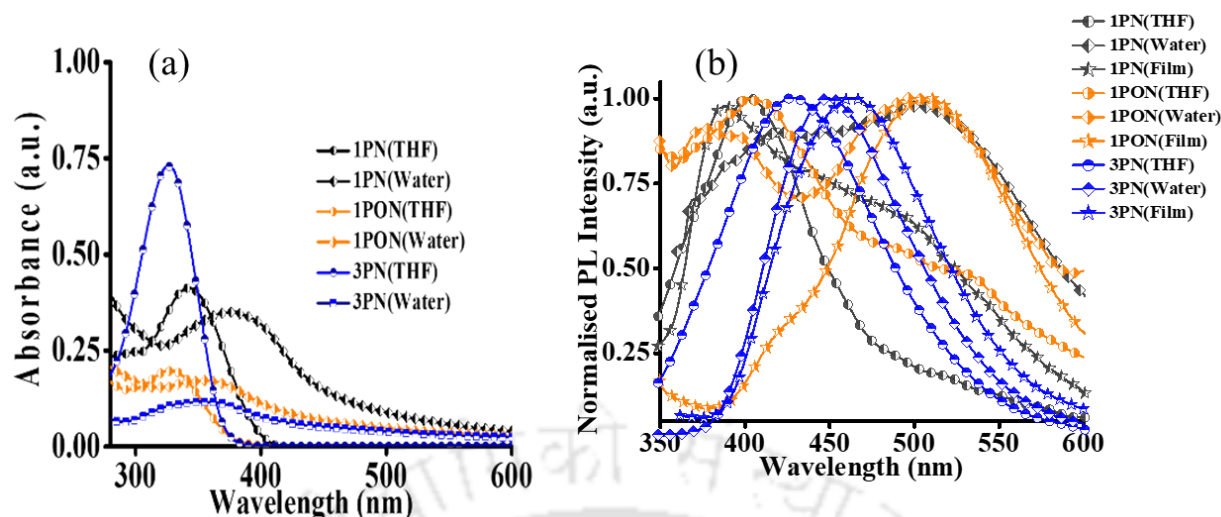 (a)
1.00
0.75
0.50
0.25
0.00
Absorbance (a.u.)
300 400 500 600
Wavelength (nm)
1PN(THF)
1PN(Water)
1PON(THF)
1PON(Water)
3PN(THF)
3PN(Water)
(b)
1.00
0.75
0.50
0.25
Normalised PL Intensity (a.u.)
350 400 450 500 550 600
Wavelength (nm)
1PN(THF)
1PN(Water)
1PN(Film)
1PON(THF)
1PON(Water)
1PON(Film)
3PN(THF)
3PN(Water)
3PN(Film)